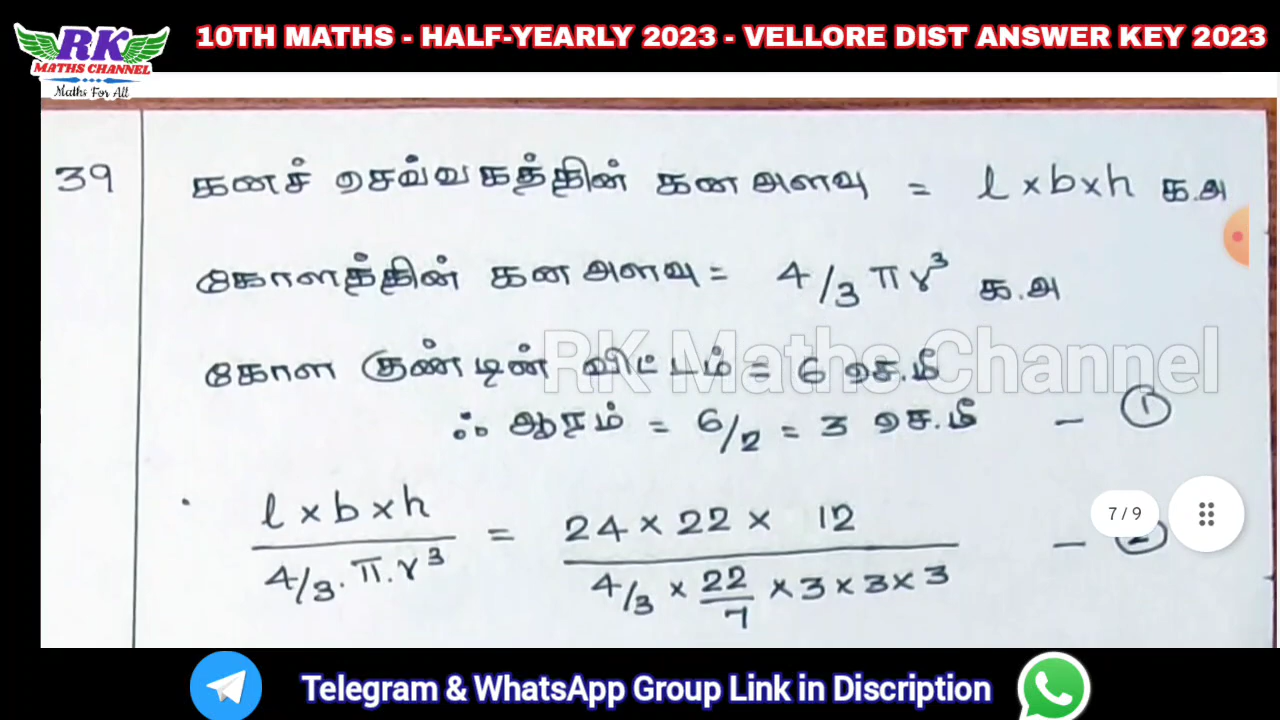 RK
MATHS CHANNEL
Maths For All
10TH MATHS - HALF-YEARLY 2023 - VELLORE DIST ANSWER KEY 2023
39
கனச் செவ்வகத்தின் கன அளவு = l × b × h க.அ
கோளத்தின் கன அளவு = 4/3 π r³ க.அ
கோள குண்டின் விட்டம் = 6 செ.மீ
∴ ஆரம் = 6/2 = 3 செ.மீ – ①
l × b × h / 4/3 . π . r³ = 24 × 22 × 12 / 4/3 × 22/7 × 3 × 3 × 3 – ②
RK Maths Channel
7 / 9
Telegram & WhatsApp Group Link in Discription